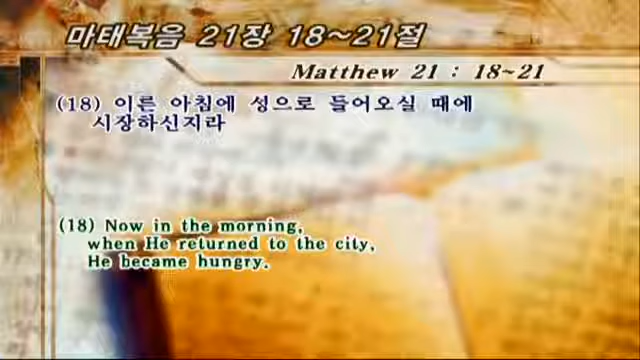 마태복음 21장 18~21절
Matthew 21 : 18~21
(18) 이른 아침에 성으로 들어오실 때에
시장하신지라
(18) Now in the morning,
when He returned to the city,
He became hungry.